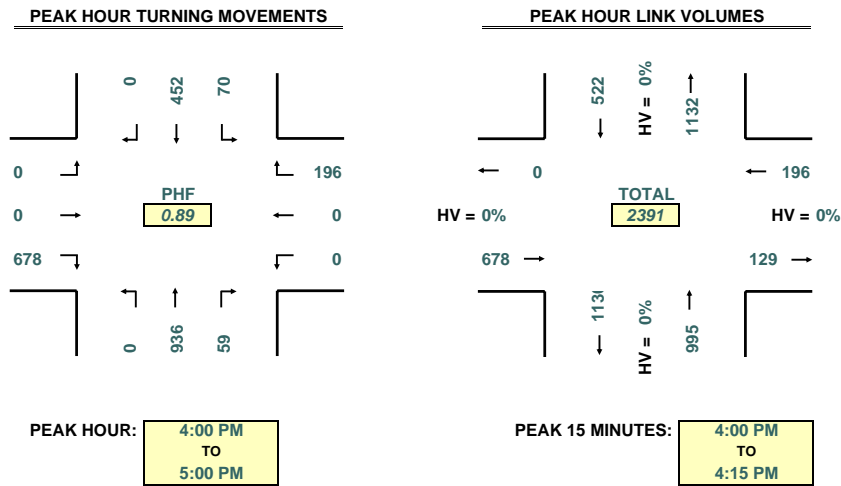 PEAK HOUR TURNING MOVEMENTS
0
452
70
0
196
PHF
0
0.89
0
678
0
0
936
59
PEAK HOUR:
4:00 PM
TO
5:00 PM
PEAK HOUR LINK VOLUMES
522
HV = 0%
1132
0
196
TOTAL
HV = 0%
2391
HV = 0%
678
129
HV = 0%
995
PEAK 15 MINUTES:
4:00 PM
TO
4:15 PM